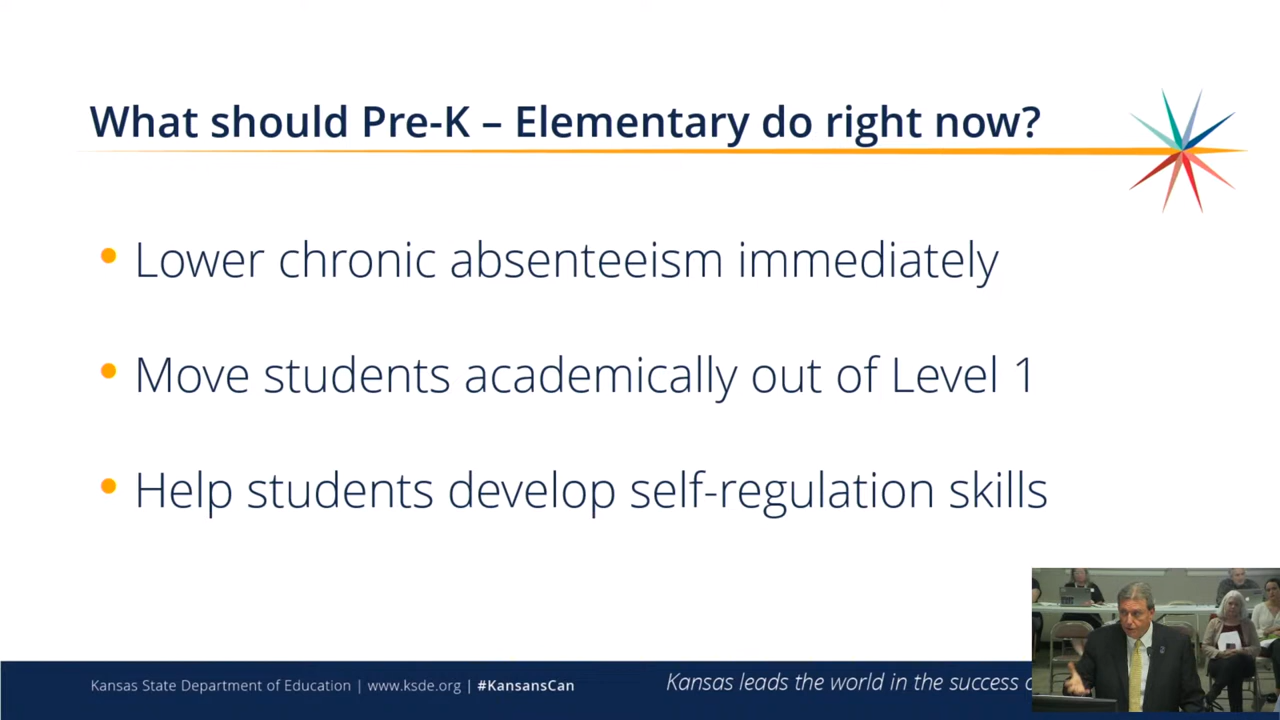 What should Pre-K – Elementary do right now?
• Lower chronic absenteeism immediately
• Move students academically out of Level 1
• Help students develop self-regulation skills
Kansas State Department of Education | www.ksde.org | #KansansCan
Kansas leads the world in the success